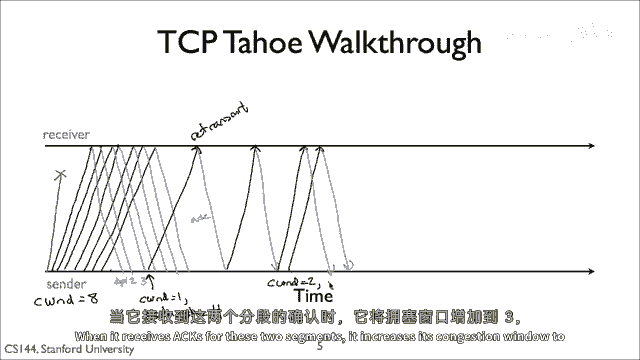 TCP Tahoe Walkthrough
retransmit
receiver
ack
sender
cwnd = 8
cwnd=1,
cwnd=2,
Time
当它接收到这两个分段的确认时，它将拥塞窗口增加到 3，
When it receives ACKs for these two segments, it increases its congestion window to
CS144, Stanford University
5